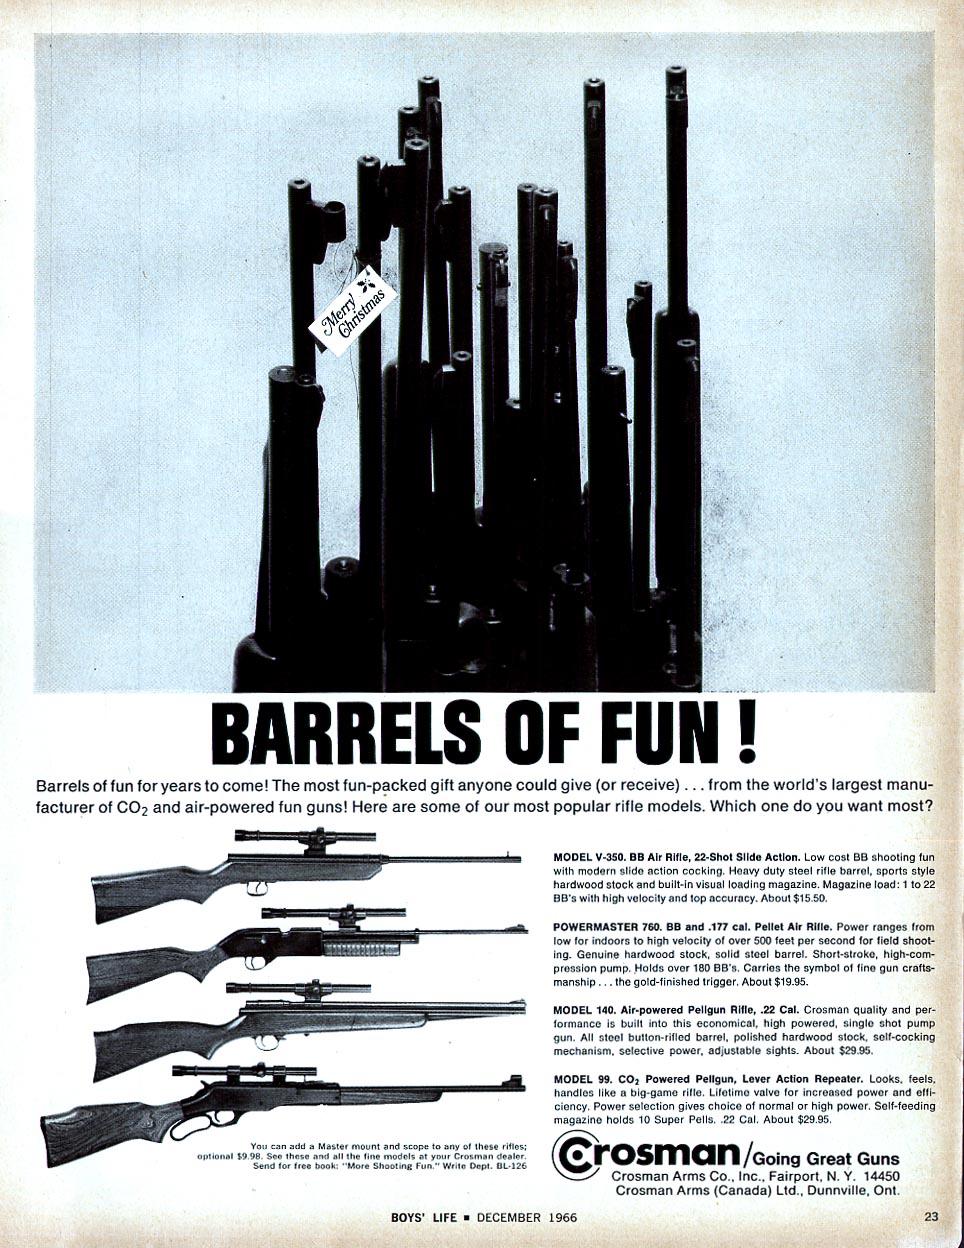 Merry
Christmas
BARRELS OF FUN !
Barrels of fun for years to come! The most fun-packed gift anyone could give (or receive) . . . from the world's largest manu-
facturer of CO2 and air-powered fun guns! Here are some of our most popular rifle models. Which one do you want most?
MODEL V-350. BB Air Rifle, 22-Shot Slide Action. Low cost BB shooting fun
with modern slide action cocking. Heavy duty steel rifle barrel, sports style
hardwood stock and built-in visual loading magazine. Magazine load: 1 to 22
BB's with high velocity and top accuracy. About $15.50.
POWERMASTER 760. BB and .177 cal. Pellet Air Rifle. Power ranges from
low for indoors to high velocity of over 500 feet per second for field shoot-
ing. Genuine hardwood stock, solid steel barrel. Short-stroke, high-com-
pression pump. Holds over 180 BB's. Carries the symbol of fine gun crafts-
manship . . . the gold-finished trigger. About $19.95.
MODEL 140. Air-powered Pellgun Rifle, .22 Cal. Crosman quality and per-
formance is built into this economical, high powered, single shot pump
gun. All steel button-rifled barrel, polished hardwood stock, self-cocking
mechanism, selective power, adjustable sights. About $29.95.
MODEL 99. CO2 Powered Pellgun, Lever Action Repeater. Looks, feels,
handles like a big-game rifle. Lifetime valve for increased power and effi-
ciency. Power selection gives choice of normal or high power. Self-feeding
magazine holds 10 Super Pells. .22 Cal. About $29.95.
You can add a Master mount and scope to any of these rifles;
optional $9.98. See these and all the fine models at your Crosman dealer.
Send for free book: "More Shooting Fun." Write Dept. BL-126
Crosman/Going Great Guns
Crosman Arms Co., Inc., Fairport, N. Y. 14450
Crosman Arms (Canada) Ltd., Dunnville, Ont.
BOYS' LIFE ■ DECEMBER 1966
23